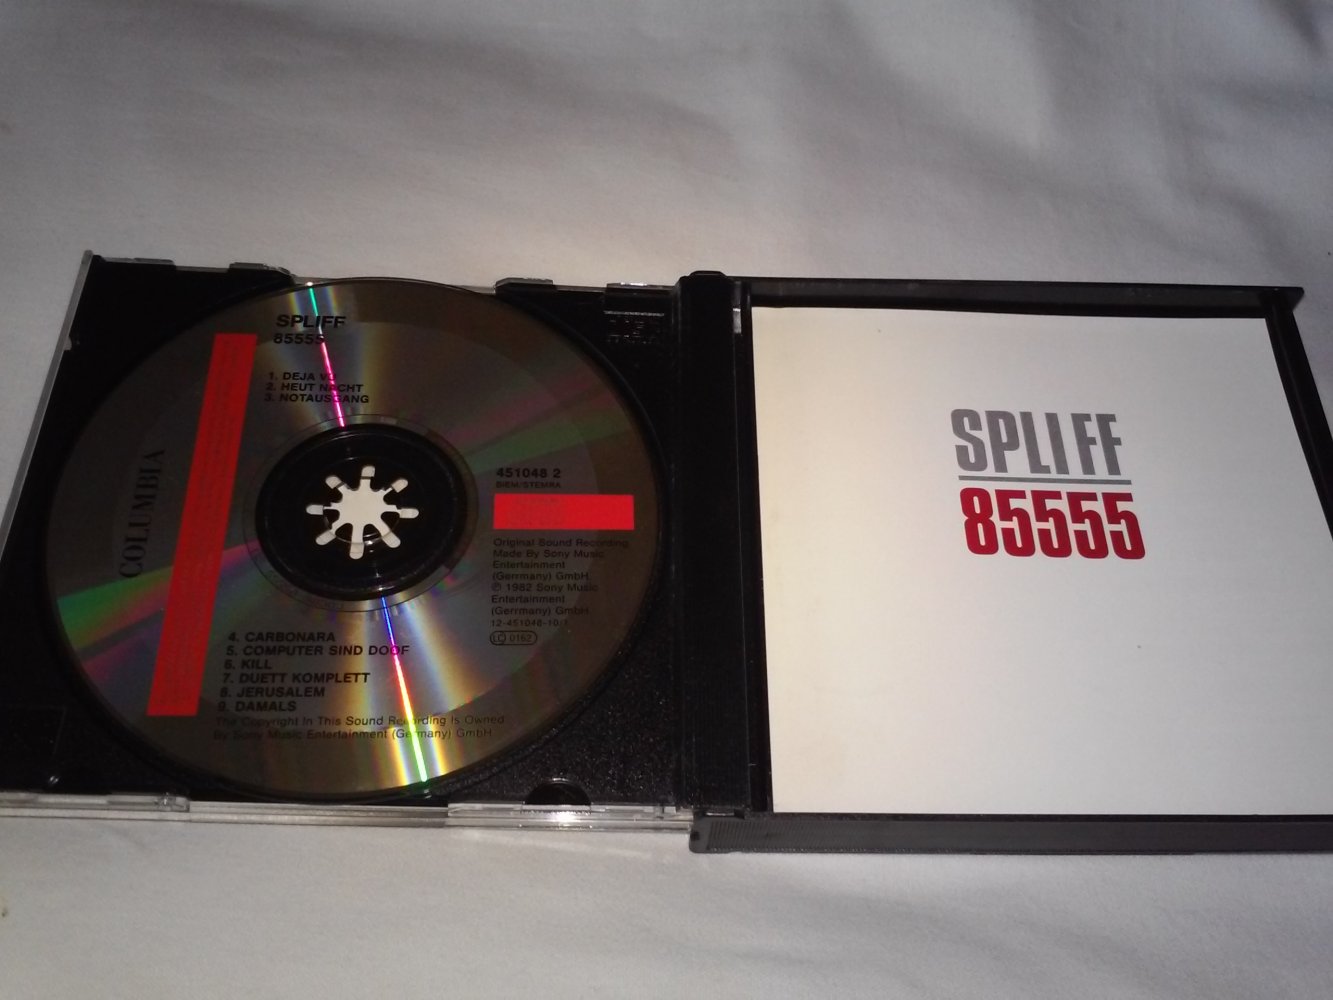 SPLIFF
85555
1. DEJA VU
2. HEUT NACHT
3. NOTAUSGANG
COLUMBIA
451048 2
BIEM/STEMRA
Original Sound Recording
Made By Sony Music
Entertainment
(Gerrmany) GmbH
℗ 1982 Sony Music
Entertainment
(Gerrmany) GmbH
12-451048-10
LC 0162
4. CARBONARA
5. COMPUTER SIND DOOF
6. KILL
7. DUETT KOMPLETT
8. JERUSALEM
9. DAMALS
The Copyright In This Sound Recording Is Owned
By Sony Music Entertainment (Germany) GmbH
SPLIFF
85555